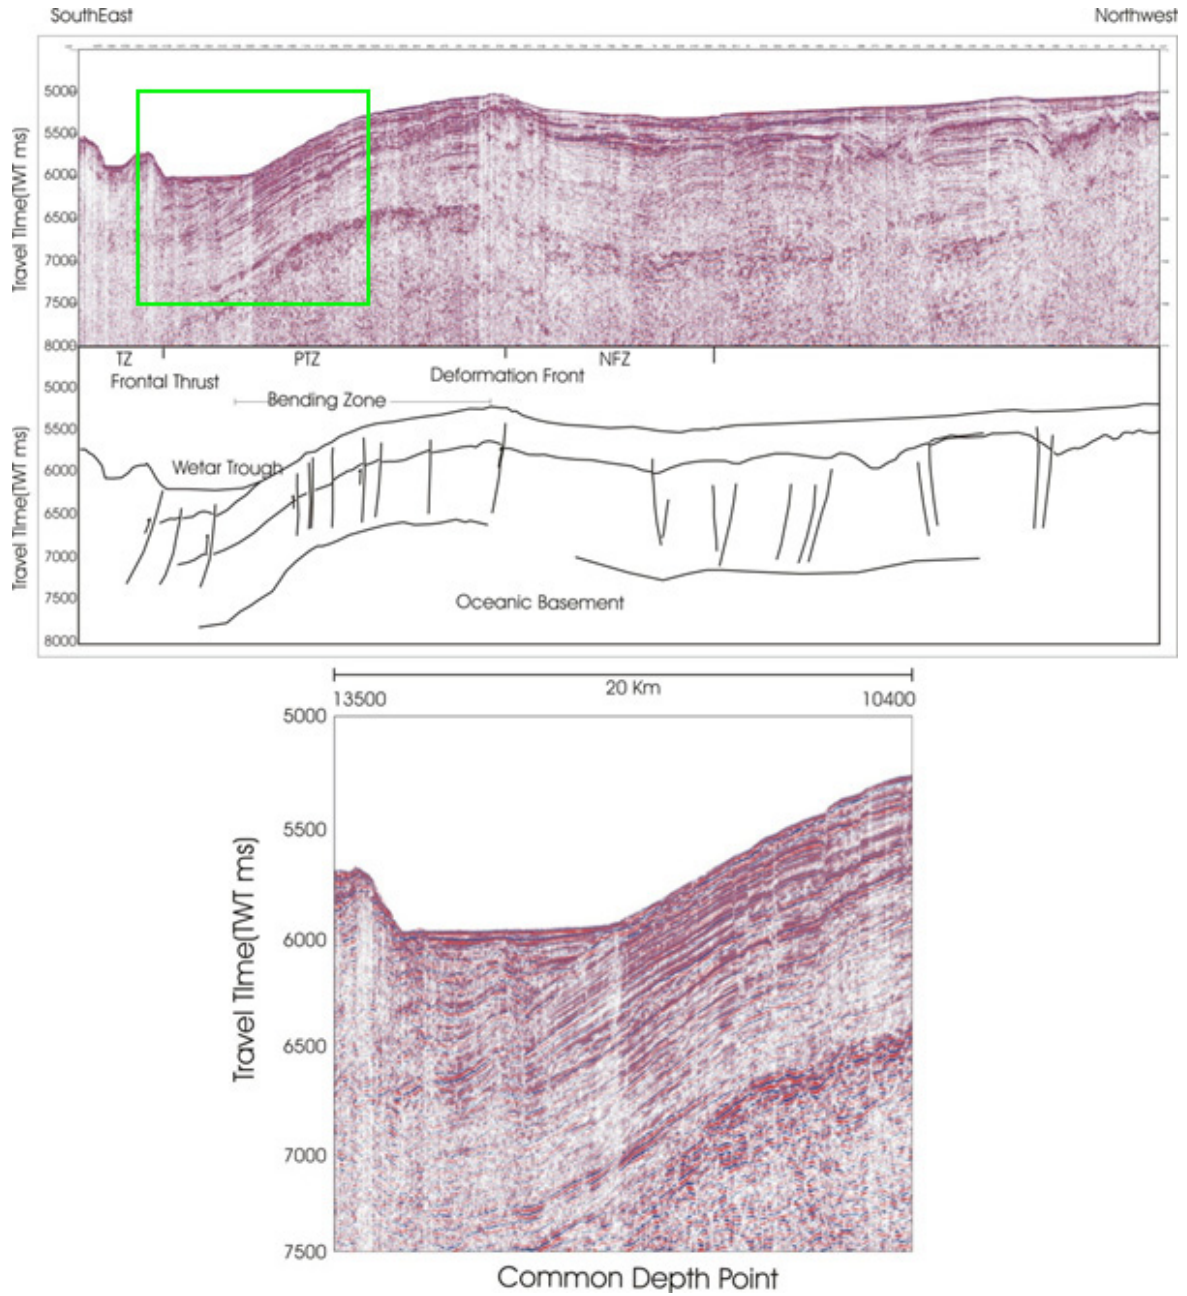 SouthEast
Northwest
Travel TIme(TWT ms)
5000
5500
6000
6500
7000
7500
8000
TZ
PTZ
NFZ
Frontal Thrust
Deformation Front
Bending Zone
Wetar Trough
Oceanic Basement
Travel TIme(TWT ms)
5000
5500
6000
6500
7000
7500
8000
20 Km
13500
10400
Travel TIme(TWT ms)
5000
5500
6000
6500
7000
7500
Common Depth Point